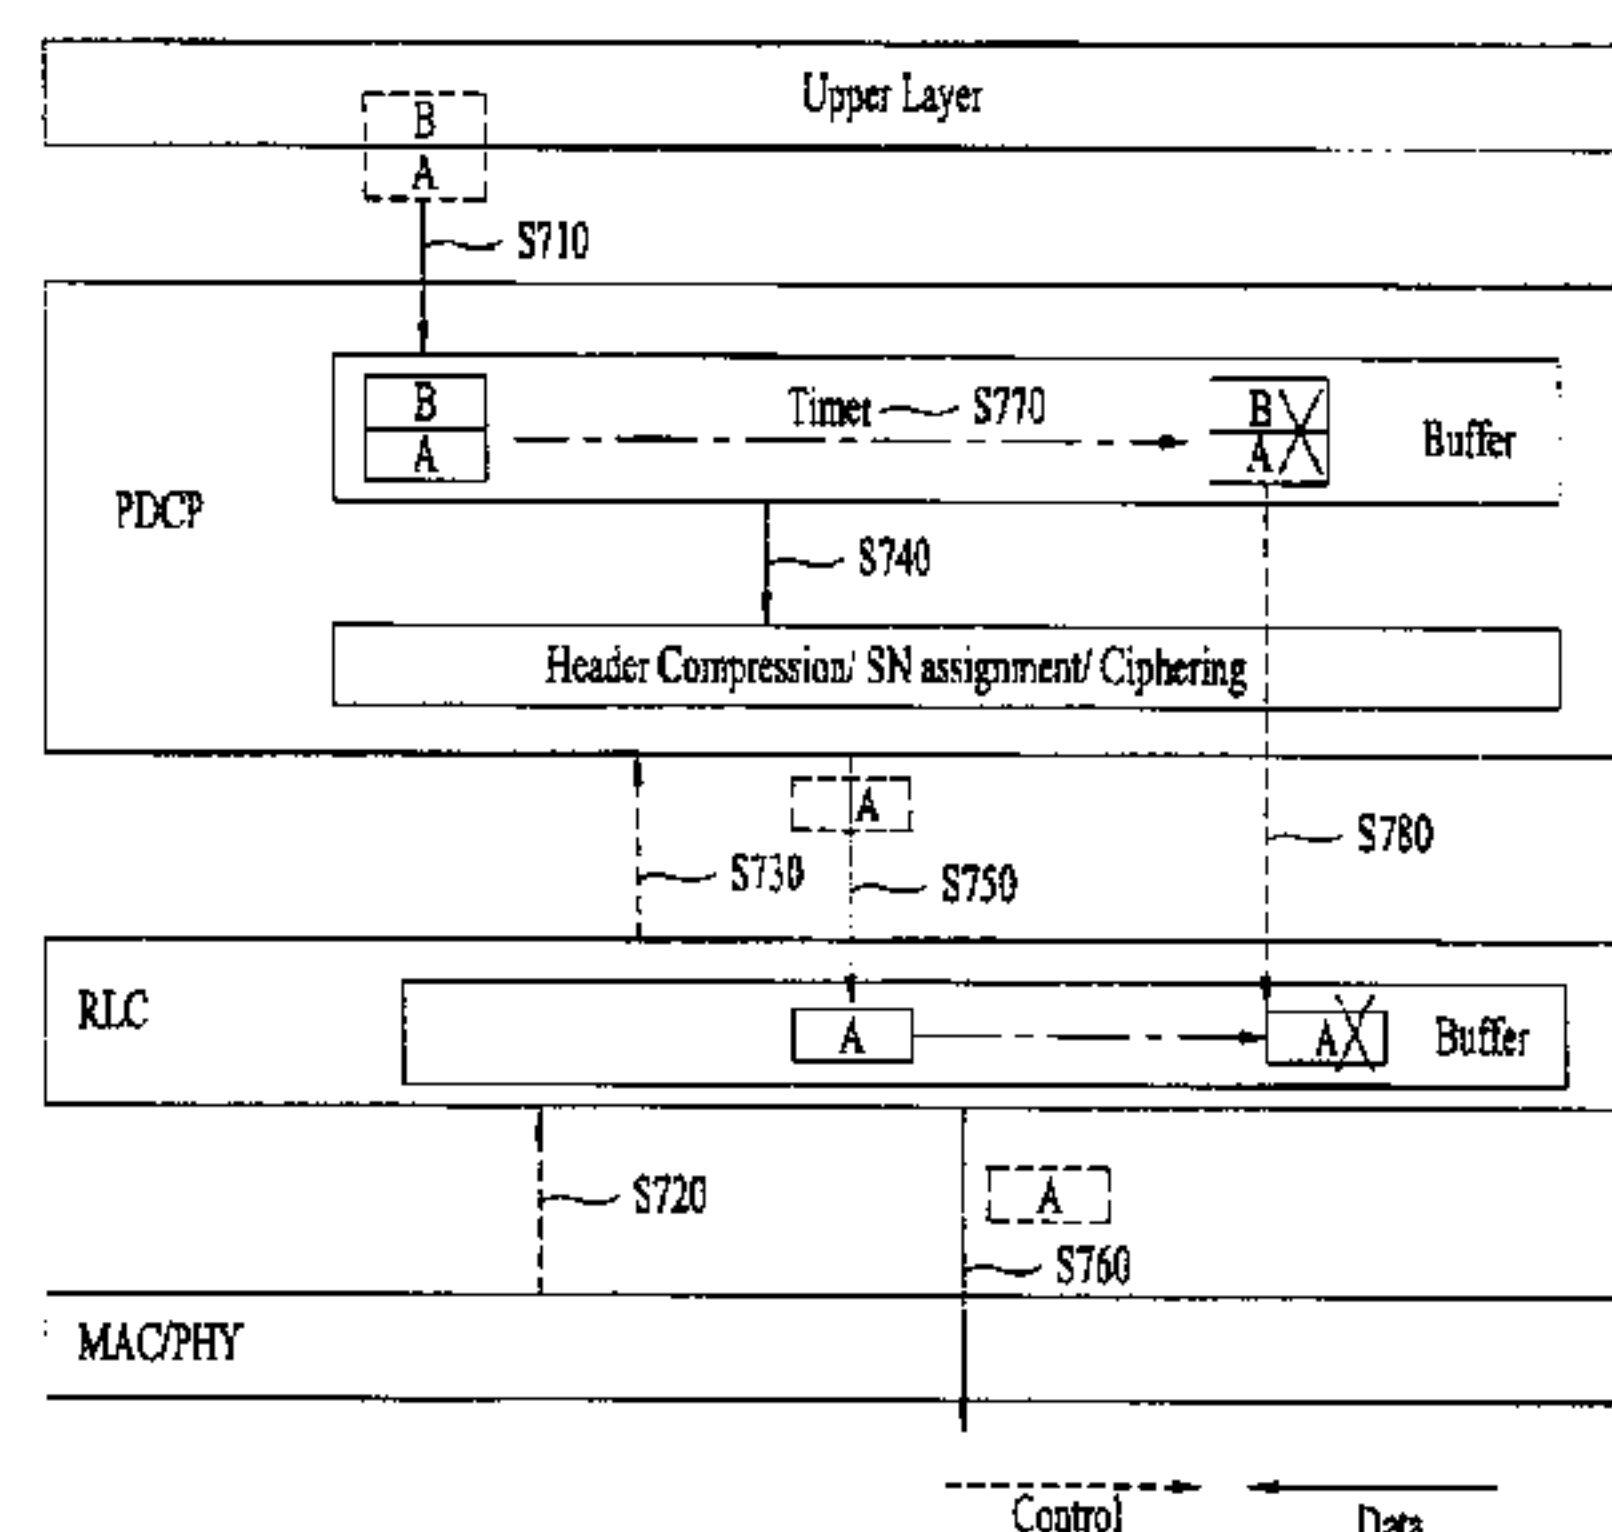 Upper Layer
B
A
S710
B
A
Timer
S770
B
A
Buffer
PDCP
S740
Header Compression/ SN assignment/ Ciphering
A
S730
S750
S780
RLC
A
A
Buffer
S720
A
S760
MAC/PHY
Control
Data